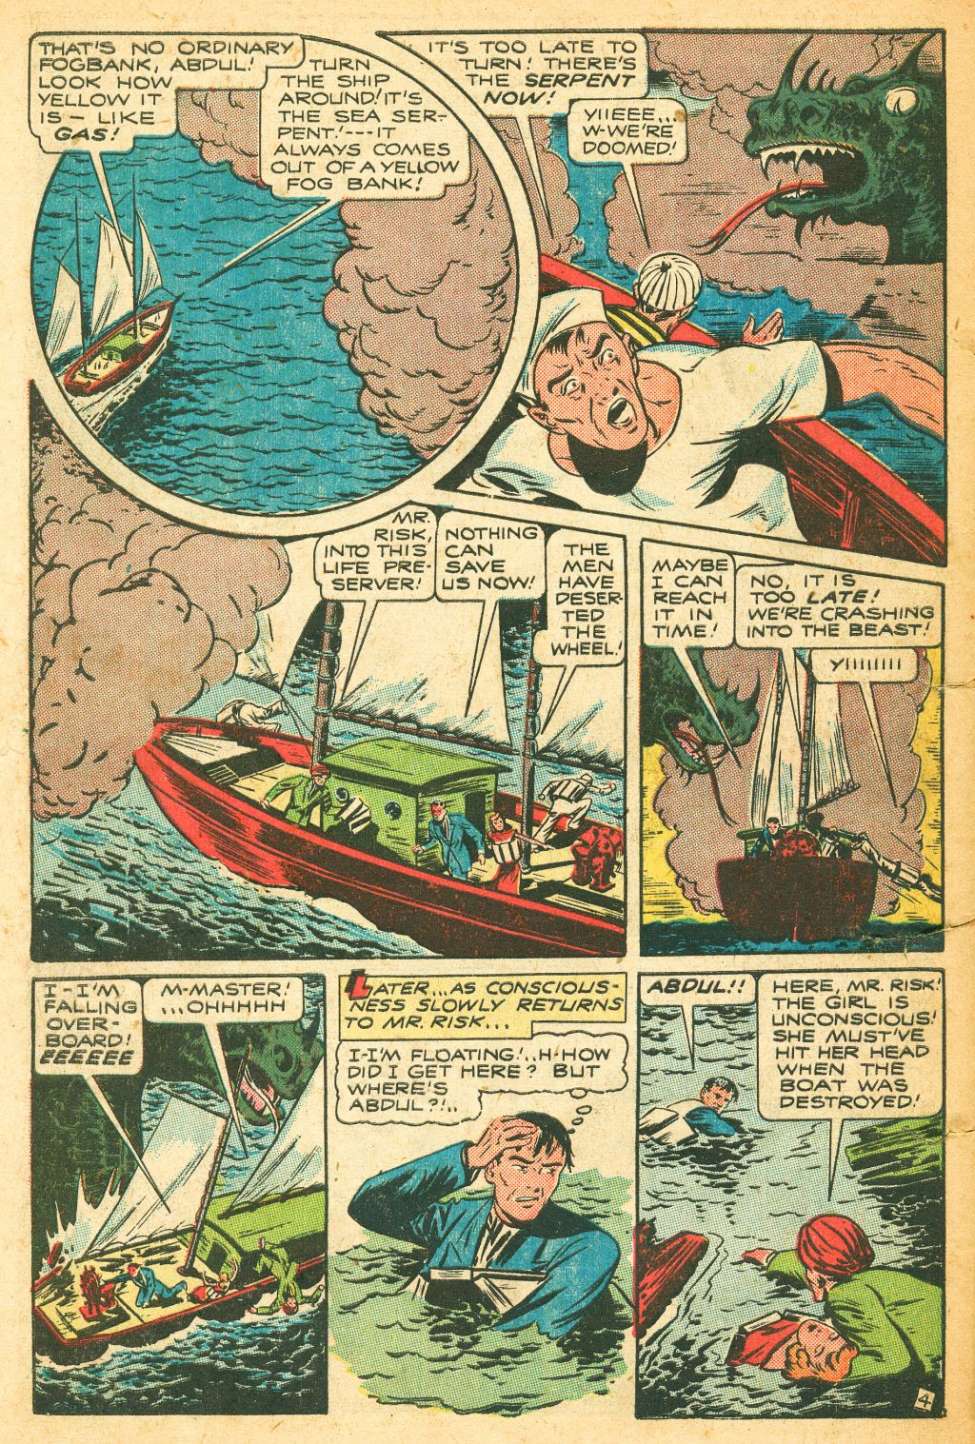 THAT'S NO ORDINARY
FOGBANK, ABDUL!
LOOK HOW
YELLOW IT
IS — LIKE
GAS!
TURN
THE SHIP
AROUND! IT'S
THE SEA SER-
PENT! ---IT
ALWAYS COMES
OUT OF A YELLOW
FOG BANK!
IT'S TOO LATE TO
TURN! THERE'S
THE SERPENT
NOW!
YIIEEE...
W-WE'RE
DOOMED!
MR.
RISK,
INTO THIS
LIFE PRE-
SERVER!
NOTHING
CAN
SAVE
US NOW!
THE
MEN
HAVE
DESER-
TED
THE
WHEEL!
MAYBE
I CAN
REACH
IT IN
TIME!
NO, IT IS
TOO LATE!
WE'RE CRASHING
INTO THE BEAST!
YIIIIIIII
I-I'M
FALLING
OVER-
BOARD!
EEEEEE
M-MASTER!
...OHHHHH
LATER...AS CONSCIOUS-
NESS SLOWLY RETURNS
TO MR. RISK...
I-I'M FLOATING!..H-HOW
DID I GET HERE? BUT
WHERE'S
ABDUL?!..
ABDUL!!
HERE, MR. RISK!
THE GIRL IS
UNCONSCIOUS!
SHE MUST'VE
HIT HER HEAD
WHEN THE
BOAT WAS
DESTROYED!
4